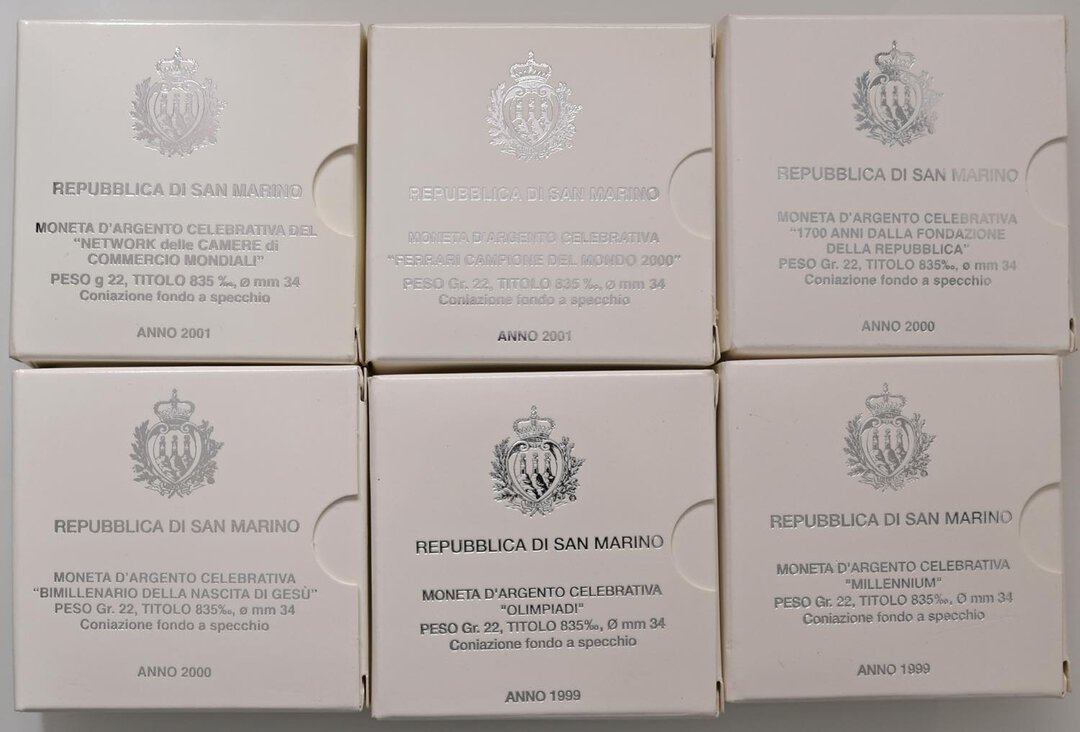 REPUBBLICA DI SAN MARINO
MONETA D'ARGENTO CELEBRATIVA DEL
"NETWORK delle CAMERE di
COMMERCIO MONDIALI"
PESO g 22, TITOLO 835 ‰, ø mm 34
Coniazione fondo a specchio
ANNO 2001
REPUBBLICA DI SAN MARINO
MONETA D'ARGENTO CELEBRATIVA
"FERRARI CAMPIONE DEL MONDO 2000"
PESO Gr. 22, TITOLO 835 ‰, ø mm 34
Coniazione fondo a specchio
ANNO 2001
REPUBBLICA DI SAN MARINO
MONETA D'ARGENTO CELEBRATIVA
"1700 ANNI DALLA FONDAZIONE
DELLA REPUBBLICA"
PESO Gr. 22, TITOLO 835‰, ø mm 34
Coniazione fondo a specchio
ANNO 2000
REPUBBLICA DI SAN MARINO
MONETA D'ARGENTO CELEBRATIVA
"BIMILLENARIO DELLA NASCITA DI GESÙ"
PESO Gr. 22, TITOLO 835‰, ø mm 34
Coniazione fondo a specchio
ANNO 2000
REPUBBLICA DI SAN MARINO
MONETA D'ARGENTO CELEBRATIVA
"OLIMPIADI"
PESO Gr. 22, TITOLO 835‰, Ø mm 34
Coniazione fondo a specchio
ANNO 1999
REPUBBLICA DI SAN MARINO
MONETA D'ARGENTO CELEBRATIVA
"MILLENNIUM"
PESO Gr. 22, TITOLO 835‰, Ø mm 34
Coniazione fondo a specchio
ANNO 1999